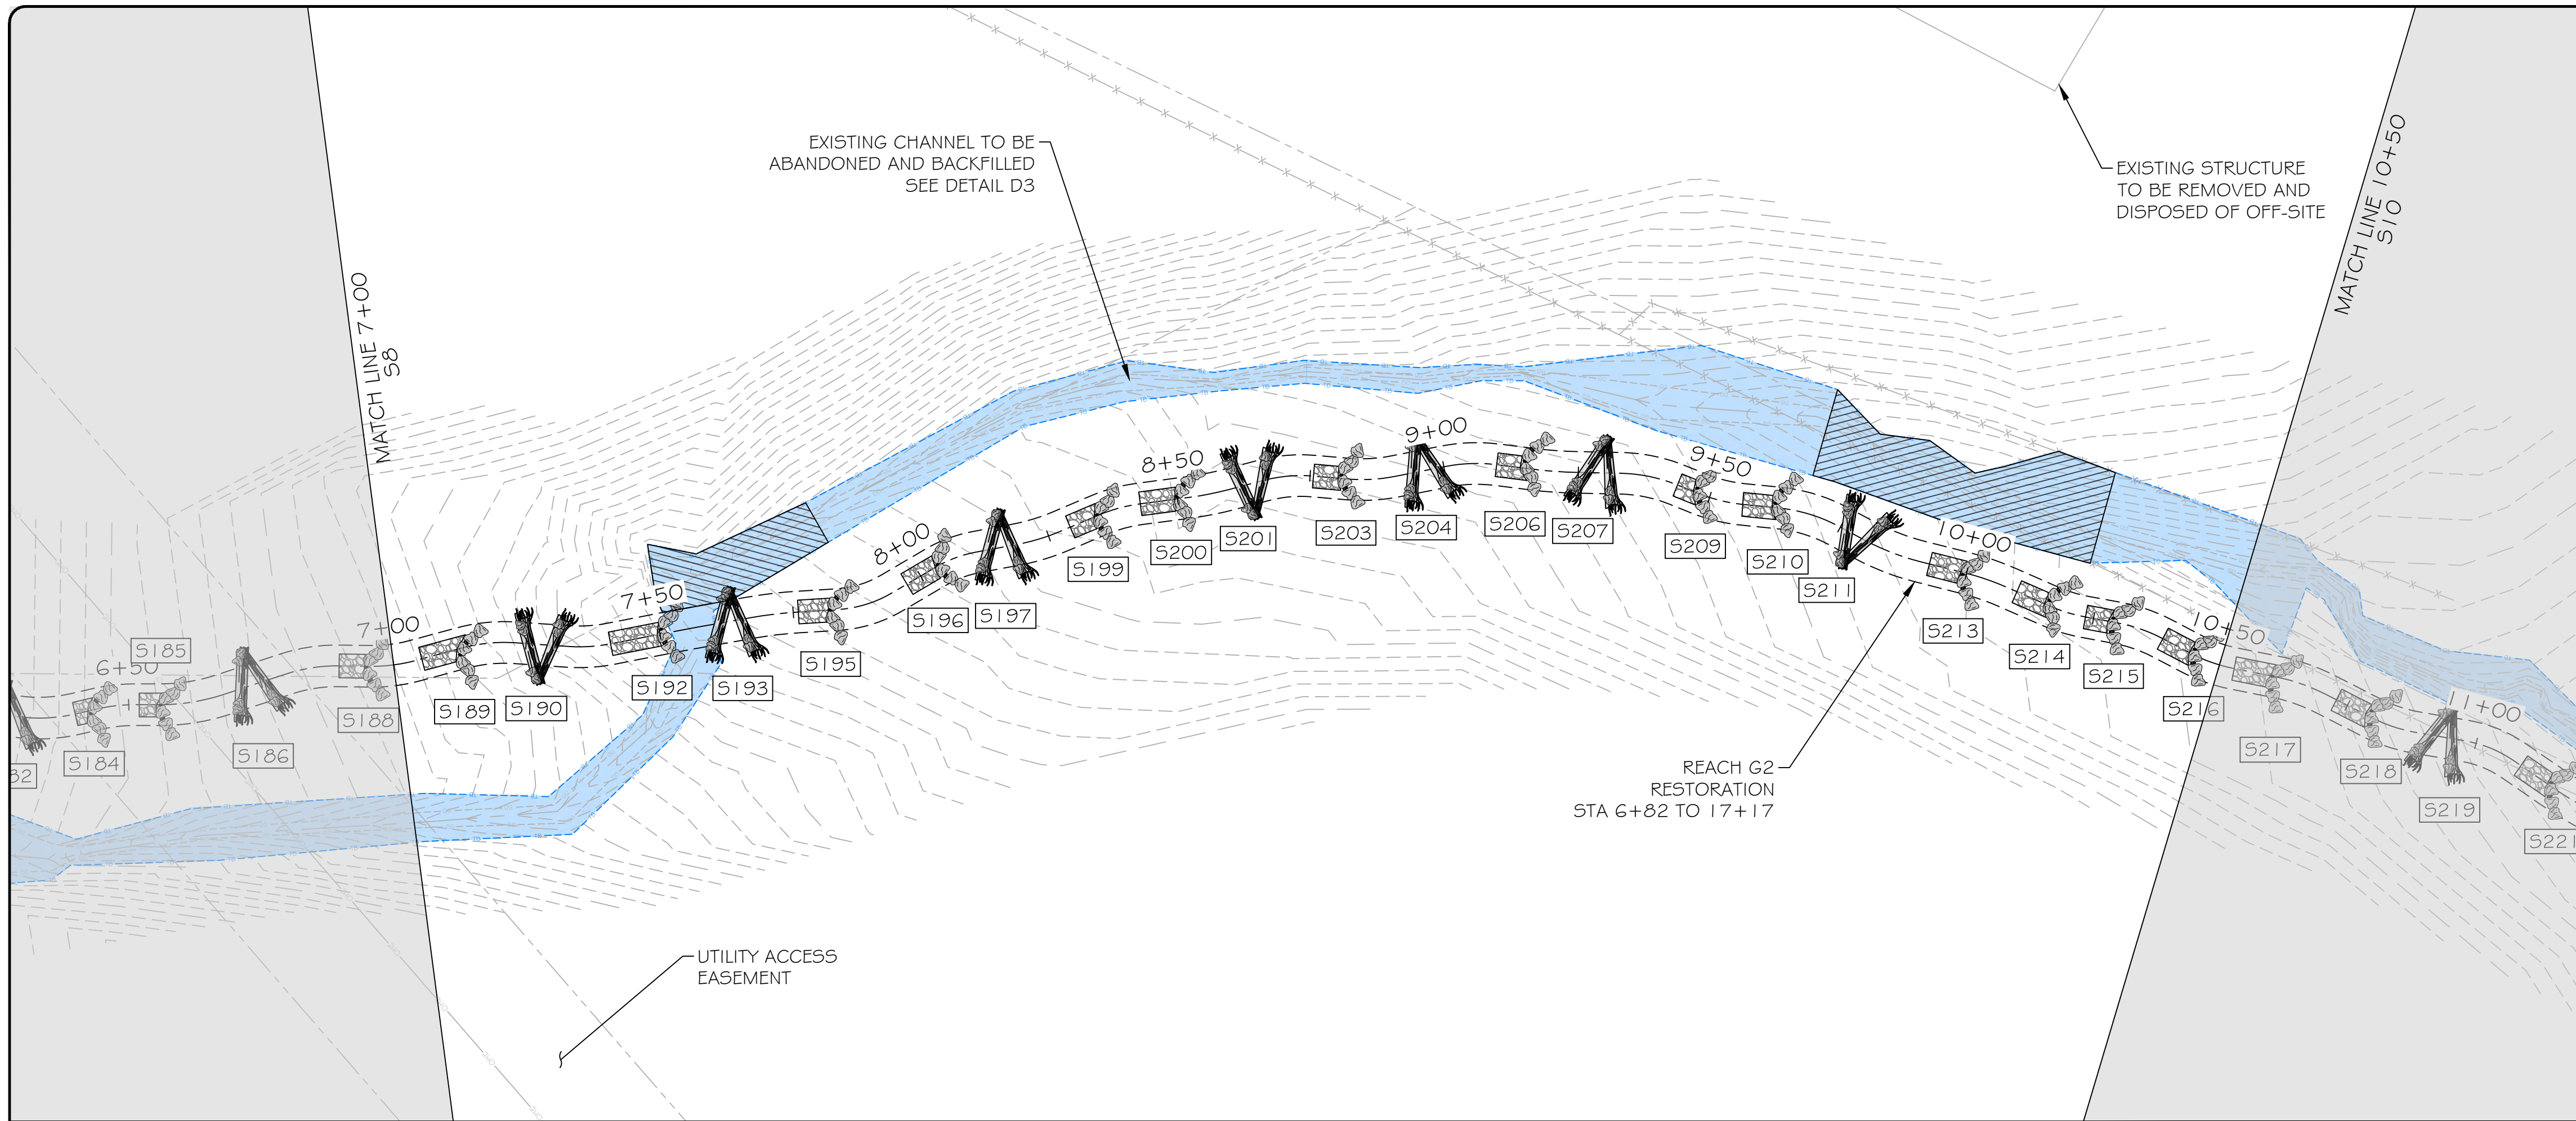 EXISTING CHANNEL TO BE
ABANDONED AND BACKFILLED
SEE DETAIL D3
EXISTING STRUCTURE
TO BE REMOVED AND
DISPOSED OF OFF-SITE
MATCH LINE 7+00
S8
MATCH LINE 10+50
S10
6+50
7+00
7+50
8+00
8+50
9+00
9+50
10+00
10+50
11+00
82
S184
S185
S186
S188
S189
S190
S192
S193
S195
S196
S197
S199
S200
S201
S203
S204
S206
S207
S209
S210
S211
S213
S214
S215
S216
S217
S218
S219
S221
REACH G2
RESTORATION
STA 6+82 TO 17+17
UTILITY ACCESS
EASEMENT
OHE
OHE